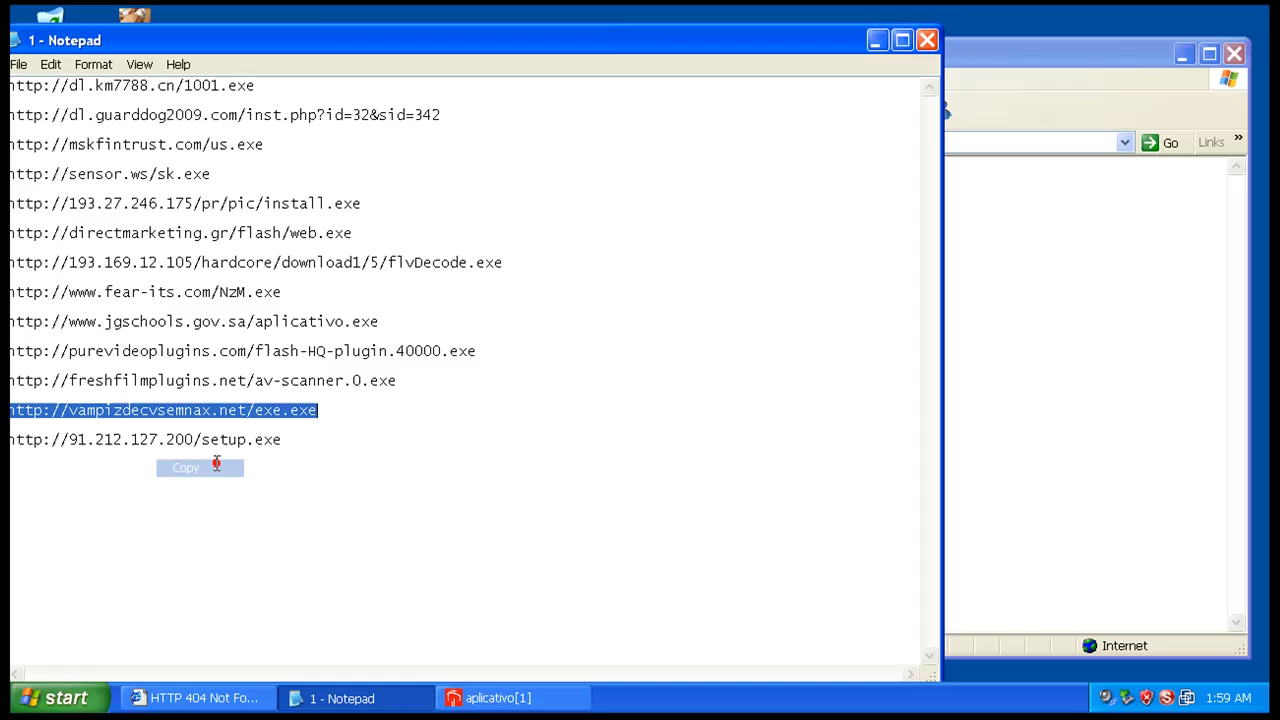 1 - Notepad
File Edit Format View Help
http://dl.km7788.cn/1001.exe
http://dl.guarddog2009.com/inst.php?id=32&sid=342
http://mskfintrust.com/us.exe
http://sensor.ws/sk.exe
http://193.27.246.175/pr/pic/install.exe
http://directmarketing.gr/flash/web.exe
http://193.169.12.105/hardcore/download1/5/flvDecode.exe
http://www.fear-its.com/NzM.exe
http://www.jgschools.gov.sa/aplicativo.exe
http://purevideoplugins.com/flash-HQ-plugin.40000.exe
http://freshfilmplugins.net/av-scanner.0.exe
http://vampizdecvsemnax.net/exe.exe
http://91.212.127.200/setup.exe
Copy
Go Links »
Internet
start HTTP 404 Not Fo... 1 - Notepad aplicativo[1] 1:59 AM